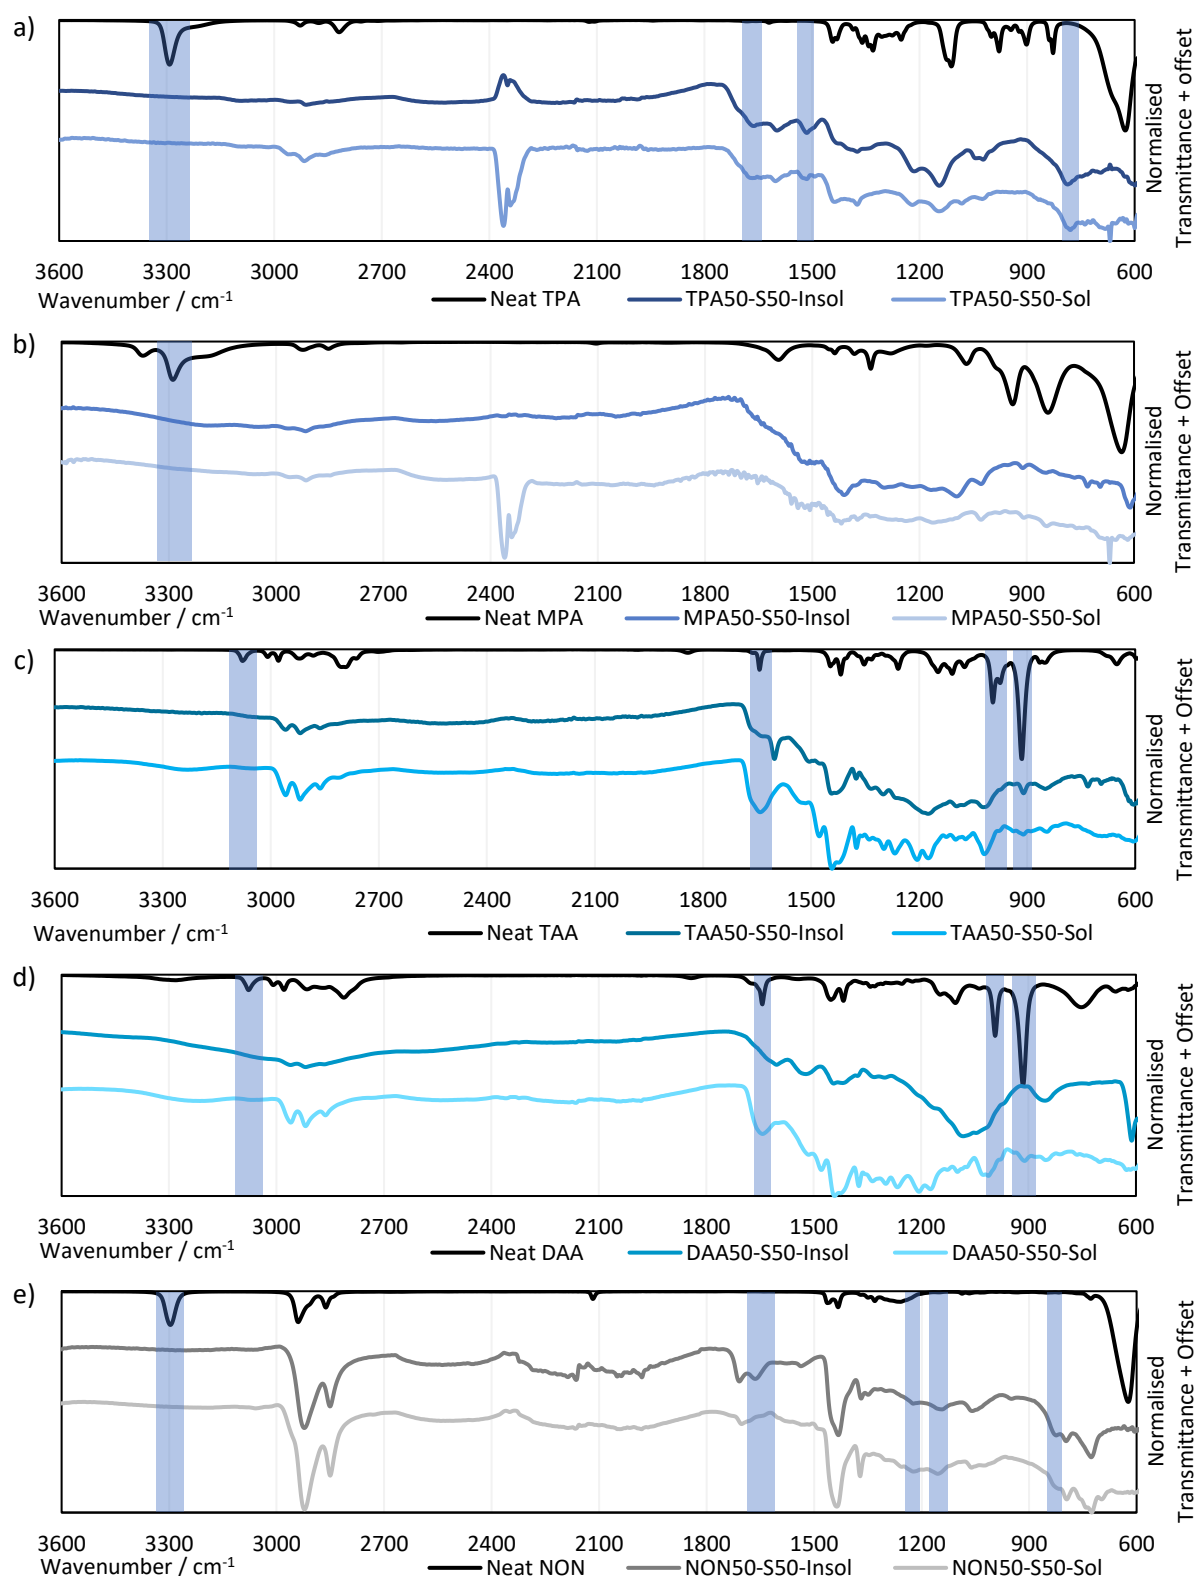 a)
Normalised
Transmittance + offset
3600 3300 3000 2700 2400 2100 1800 1500 1200 900 600
Wavenumber / cm-1
Neat TPA TPA50-S50-Insol TPA50-S50-Sol
b)
Normalised
Transmittance + Offset
3600 3300 3000 2700 2400 2100 1800 1500 1200 900 600
Wavenumber / cm-1
Neat MPA MPA50-S50-Insol MPA50-S50-Sol
c)
Normalised
Transmittance + Offset
3600 3300 3000 2700 2400 2100 1800 1500 1200 900 600
Wavenumber / cm-1
Neat TAA TAA50-S50-Insol TAA50-S50-Sol
d)
Normalised
Transmittance + Offset
3600 3300 3000 2700 2400 2100 1800 1500 1200 900 600
Wavenumber / cm-1
Neat DAA DAA50-S50-Insol DAA50-S50-Sol
e)
Normalised
Transmittance + Offset
3600 3300 3000 2700 2400 2100 1800 1500 1200 900 600
Wavenumber / cm-1
Neat NON NON50-S50-Insol NON50-S50-Sol